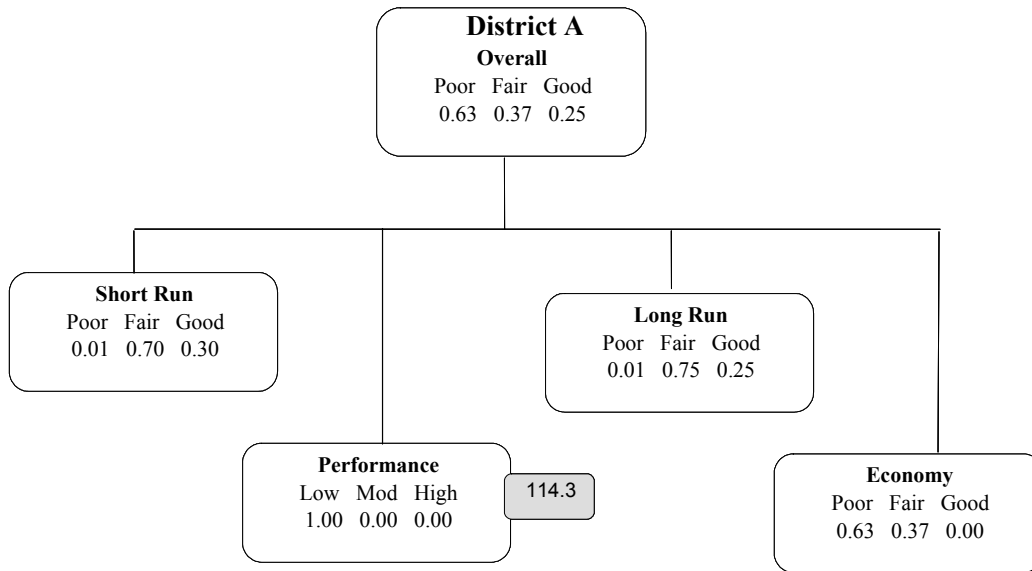 District A
Overall
Poor Fair Good
0.63 0.37 0.25
Short Run
Poor Fair Good
0.01 0.70 0.30
Long Run
Poor Fair Good
0.01 0.75 0.25
Performance
Low Mod High
1.00 0.00 0.00
114.3
Economy
Poor Fair Good
0.63 0.37 0.00